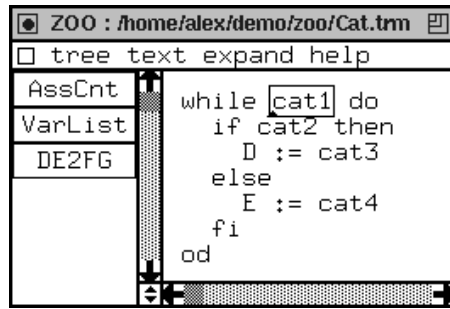 ZOO : /home/alex/demo/zoo/Cat.trm
tree text expand help
AssCnt
VarList
DE2FG
while cat1 do
if cat2 then
D := cat3
else
E := cat4
fi
od